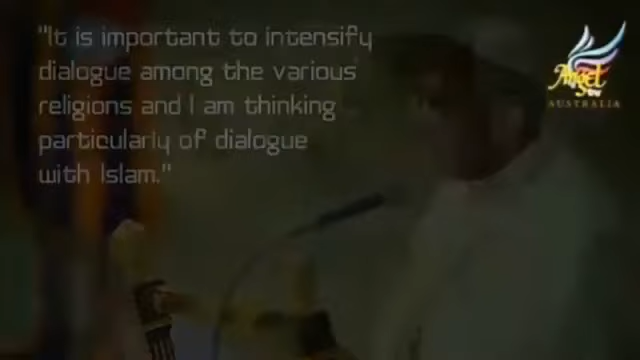 "It is important to intensify
dialogue among the various
religions and I am thinking
particularly of dialogue
with Islam."
Angel
AUSTRALIA